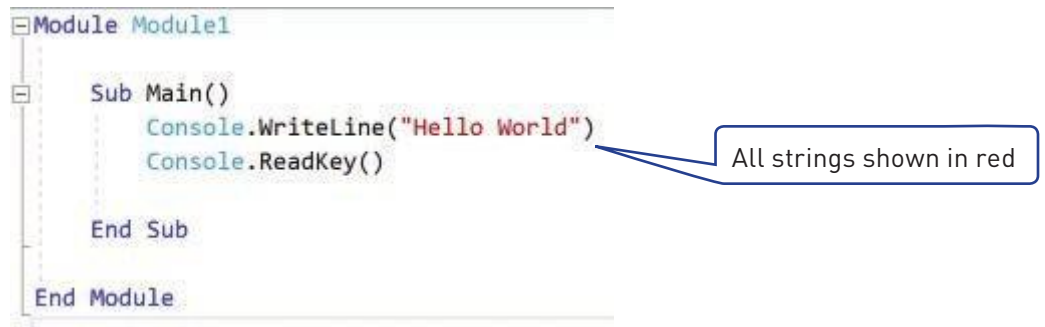 Module Module1
Sub Main()
Console.WriteLine("Hello World")
Console.ReadKey()
All strings shown in red
End Sub
End Module